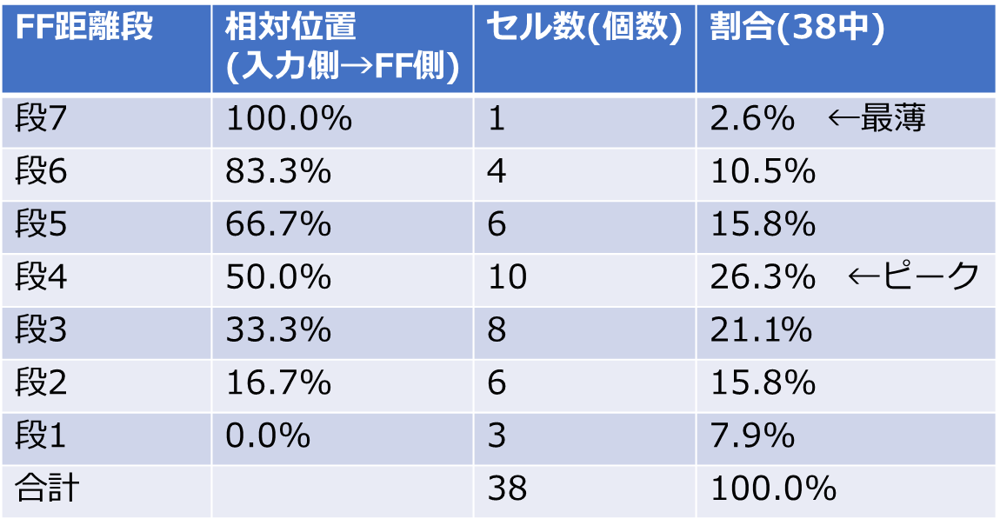 FF距離段 相対位置 セル数(個数) 割合(38中)
(入力側→FF側)
段7 100.0% 1 2.6% ←最薄
段6 83.3% 4 10.5%
段5 66.7% 6 15.8%
段4 50.0% 10 26.3% ←ピーク
段3 33.3% 8 21.1%
段2 16.7% 6 15.8%
段1 0.0% 3 7.9%
合計 38 100.0%